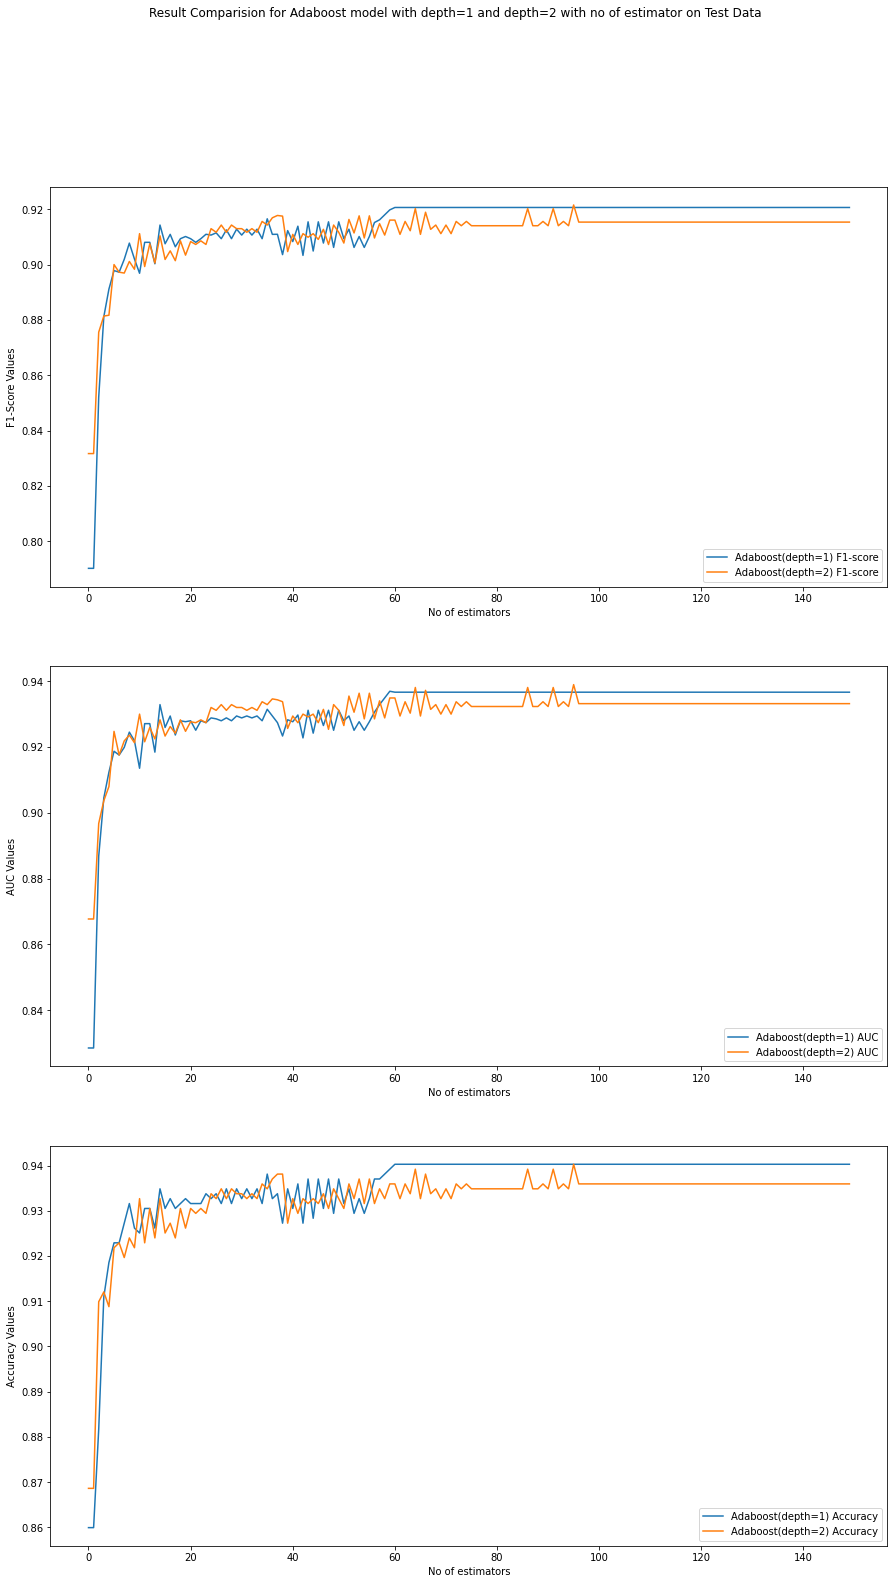 Result Comparision for Adaboost model with depth=1 and depth=2 with no of estimator on Test Data
0.92
0.90
0.88
0.86
0.84
0.82
0.80
F1-Score Values
0 20 40 60 80 100 120 140
No of estimators
Adaboost(depth=1) F1-score
Adaboost(depth=2) F1-score
0.94
0.92
0.90
0.88
0.86
0.84
AUC Values
0 20 40 60 80 100 120 140
No of estimators
Adaboost(depth=1) AUC
Adaboost(depth=2) AUC
0.94
0.93
0.92
0.91
0.90
0.89
0.88
0.87
0.86
Accuracy Values
0 20 40 60 80 100 120 140
No of estimators
Adaboost(depth=1) Accuracy
Adaboost(depth=2) Accuracy